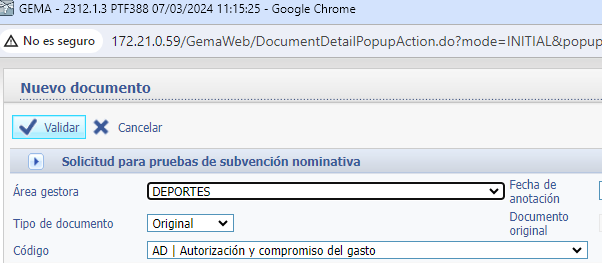 GEMA - 2312.1.3 PTF388 07/03/2024 11:15:25 - Google Chrome
No es seguro 172.21.0.59/GemaWeb/DocumentDetailPopupAction.do?mode=INITIAL&popup
Nuevo documento
Validar Cancelar
Solicitud para pruebas de subvención nominativa
Área gestora DEPORTES Fecha de anotación
Tipo de documento Original Documento original
Código AD | Autorización y compromiso del gasto